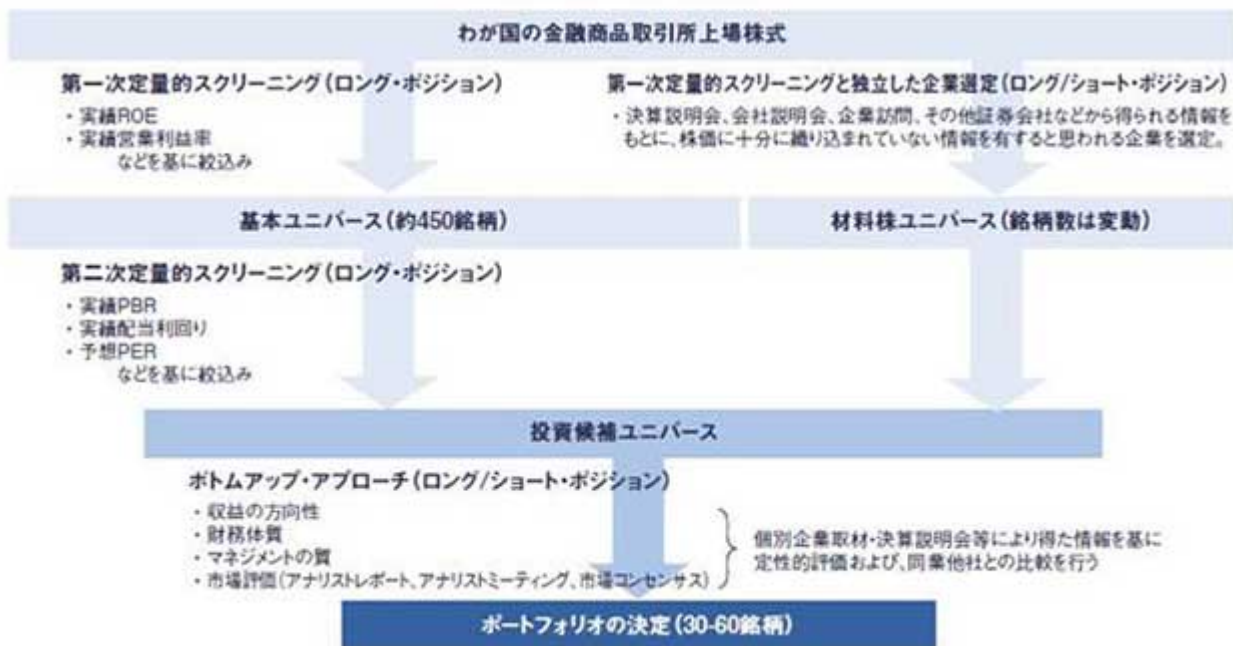 わが国の金融商品取引所上場株式
第一次定量的スクリーニング(ロング・ポジション)
・実績ROE
・実績営業利益率
などを基に絞込み
第一次定量的スクリーニングと独立した企業選定(ロング/ショート・ポジション)
・決算説明会、会社説明会、企業訪問、その他証券会社などから得られる情報を
もとに、株価に十分に織り込まれていない情報を有すると思われる企業を選定。
基本ユニバース(約450銘柄)
材料株ユニバース(銘柄数は変動)
第二次定量的スクリーニング(ロング・ポジション)
・実績PBR
・実績配当利回り
・予想PER
などを基に絞込み
投資候補ユニバース
ボトムアップ・アプローチ(ロング/ショート・ポジション)
・収益の方向性
・財務体質
・マネジメントの質
・市場評価(アナリストレポート、アナリストミーティング、市場コンセンサス)
個別企業取材・決算説明会等により得た情報を基に
定性的評価および、同業他社との比較を行う
ポートフォリオの決定(30-60銘柄)